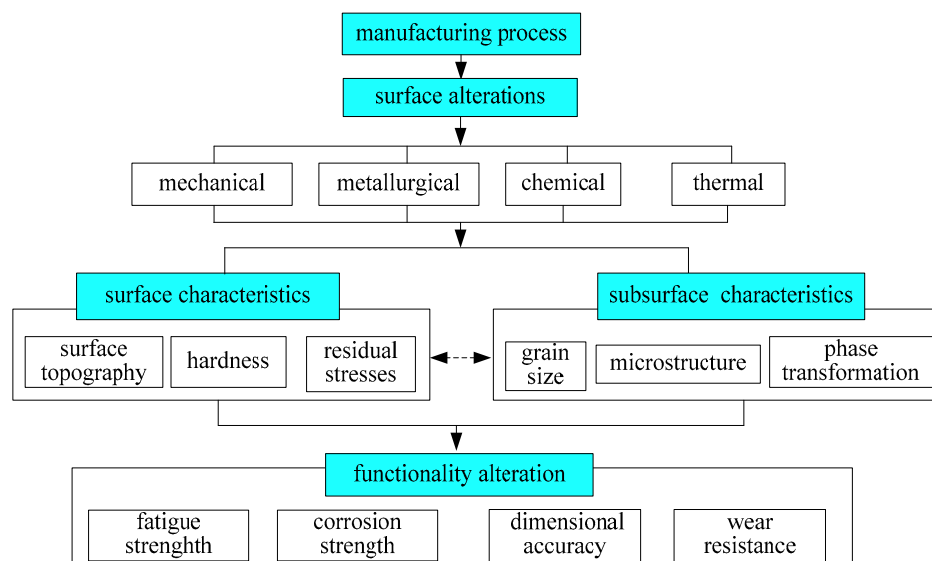 manufacturing process
surface alterations
mechanical
metallurgical
chemical
thermal
surface characteristics
subsurface characteristics
surface
topography
hardness
residual
stresses
grain
size
microstructure
phase
transformation
functionality alteration
fatigue
strenghth
corrosion
strength
dimensional
accuracy
wear
resistance